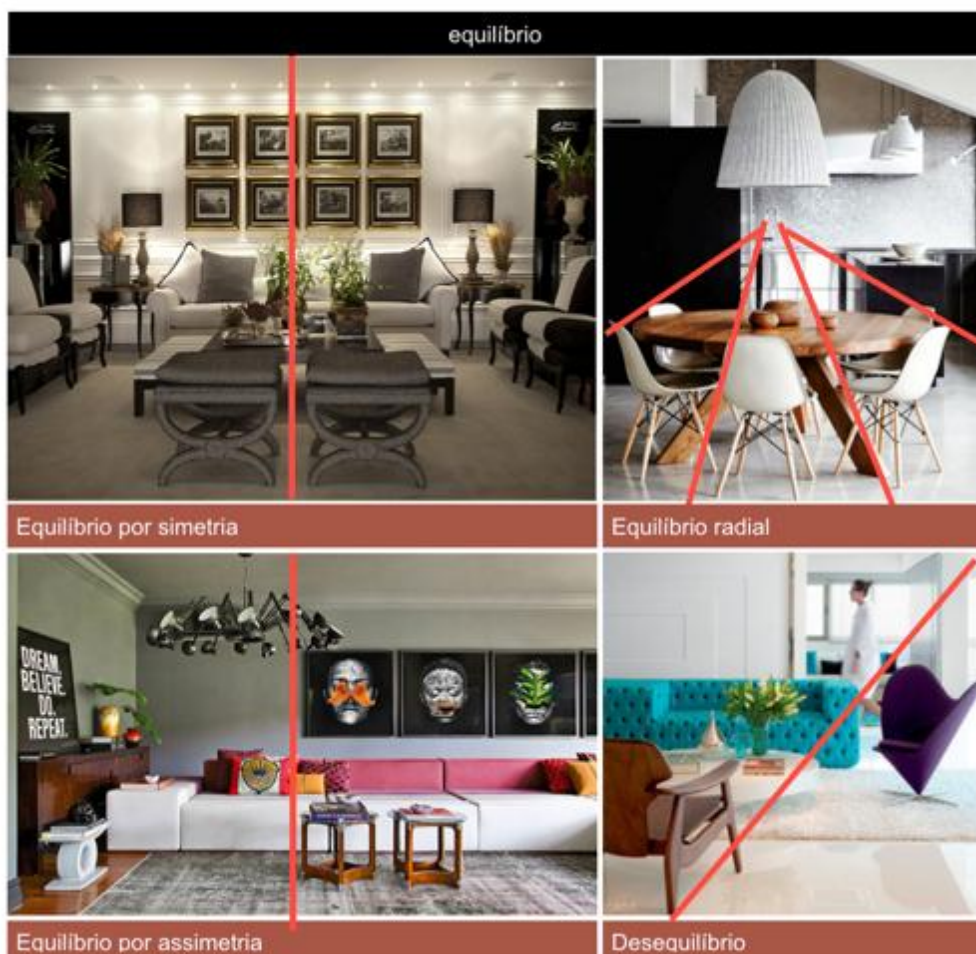 equilíbrio
Equilíbrio por simetria
Equilíbrio radial
DREAM.
BELIEVE.
DO.
REPEAT.
Equilíbrio por assimetria
Desequilíbrio